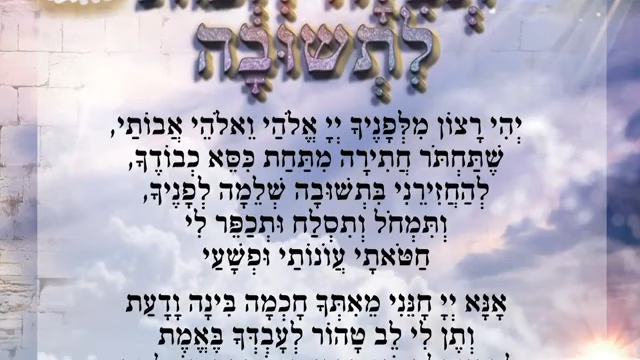 לִתְשׁוּבָה
יְהִי רָצוֹן מִלְּפָנֶיךָ יְיָ אֱלֹהַי וֵאלֹהֵי אֲבוֹתַי,
שֶׁתַּחְתֹּר חֲתִירָה מִתַּחַת כִּסֵּא כְבוֹדֶךָ,
לְהַחֲזִירֵנִי בִּתְשׁוּבָה שְׁלֵמָה לְפָנֶיךָ,
וְתִּמְחֹל וְתִסְלַח וּתְכַפֵּר לִי
חַטֹּאתַי עֲוֹנוֹתַי וּפְשָׁעַי
אָנָּא יְיָ חָנֵּנִי מֵאִתְּךָ חָכְמָה בִּינָה וָדָעַת
וְתֶן לִי לֵב טָהוֹר לְעָבְדְּךָ בֶּאֱמֶת